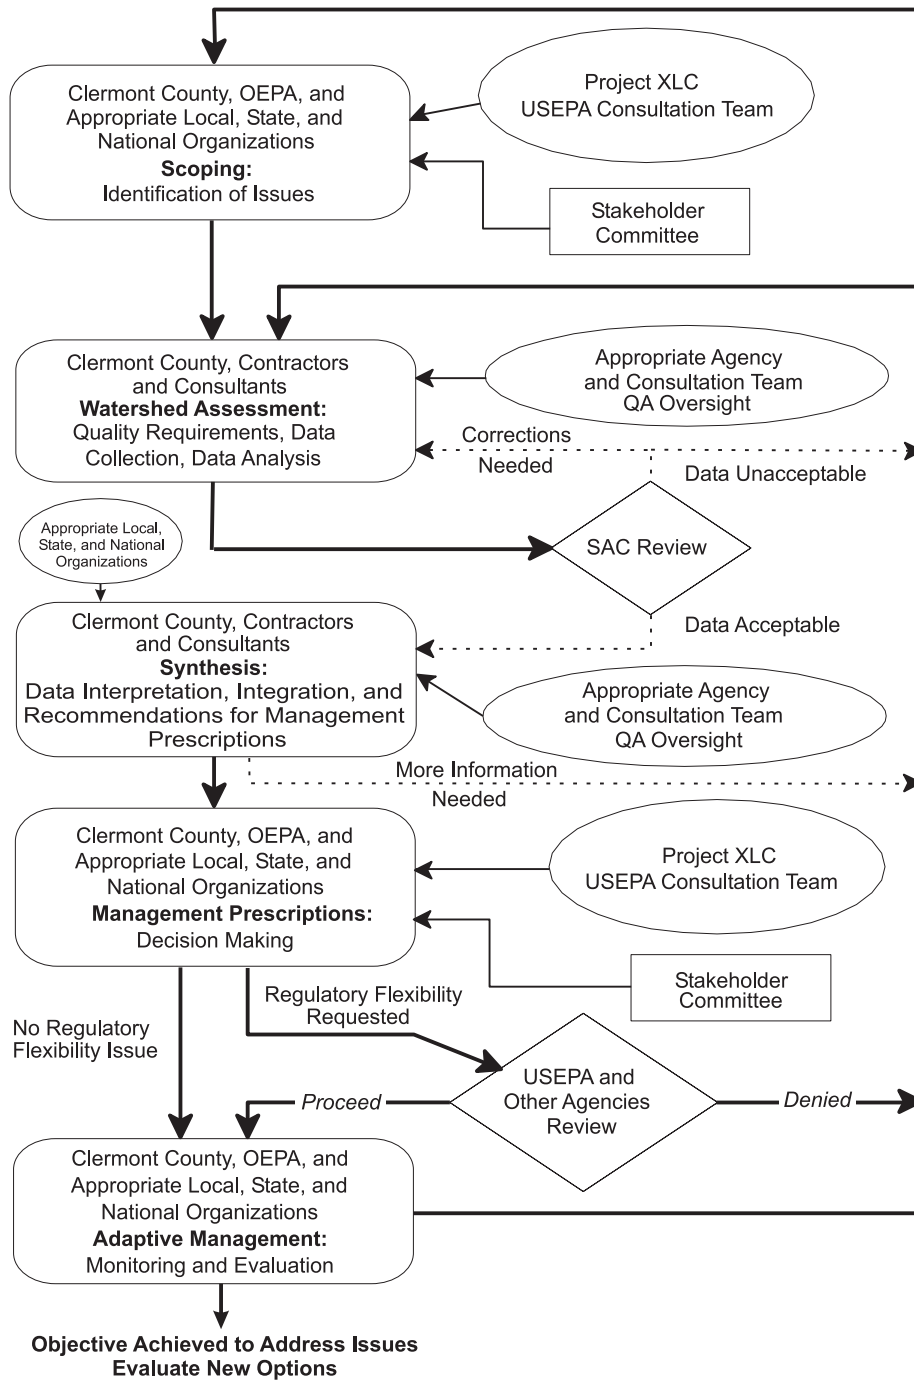 Clermont County, OEPA, and
Appropriate Local, State, and
National Organizations
Scoping:
Identification of Issues
Project XLC
USEPA Consultation Team
Stakeholder
Committee
Clermont County, Contractors
and Consultants
Watershed Assessment:
Quality Requirements, Data
Collection, Data Analysis
Appropriate Agency
and Consultation Team
QA Oversight
Corrections
Needed
Data Unacceptable
SAC Review
Data Acceptable
Appropriate Local,
State, and National
Organizations
Clermont County, Contractors
and Consultants
Synthesis:
Data Interpretation, Integration, and
Recommendations for Management
Prescriptions
Appropriate Agency
and Consultation Team
QA Oversight
More Information
Needed
Clermont County, OEPA, and
Appropriate Local, State, and
National Organizations
Management Prescriptions:
Decision Making
Project XLC
USEPA Consultation Team
Stakeholder
Committee
No Regulatory
Flexibility Issue
Regulatory Flexibility
Requested
USEPA and
Other Agencies
Review
Proceed
Denied
Clermont County, OEPA, and
Appropriate Local, State, and
National Organizations
Adaptive Management:
Monitoring and Evaluation
Objective Achieved to Address Issues
Evaluate New Options